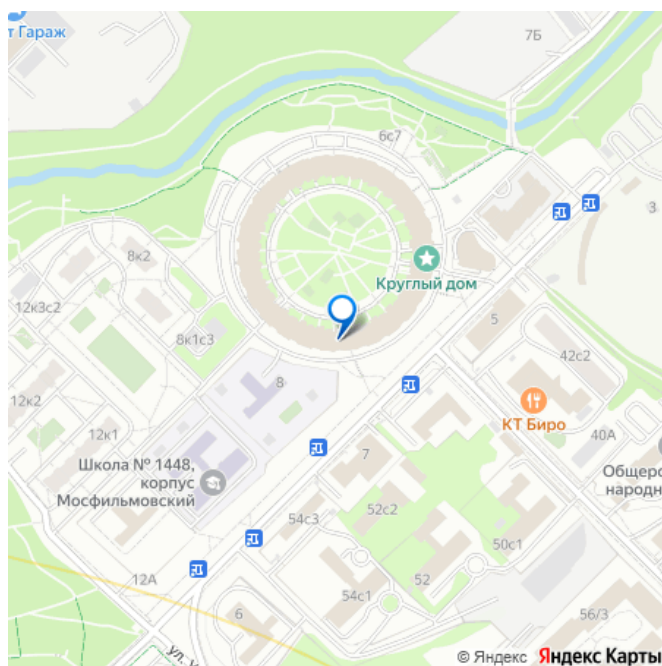 т Гараж
7Б
6с7
3
8к2
Круглый дом
12к3с2
8к1с3
5
42с2
8
12к2
КТ Биро
40А
12к1
7
Школа № 1448,
корпус
Мосфильмовский
Общеро
народн
54с3
52с2
50с1
12А
52
54с1
6
56/3
ул. у
© Яндекс Яндекс Карты